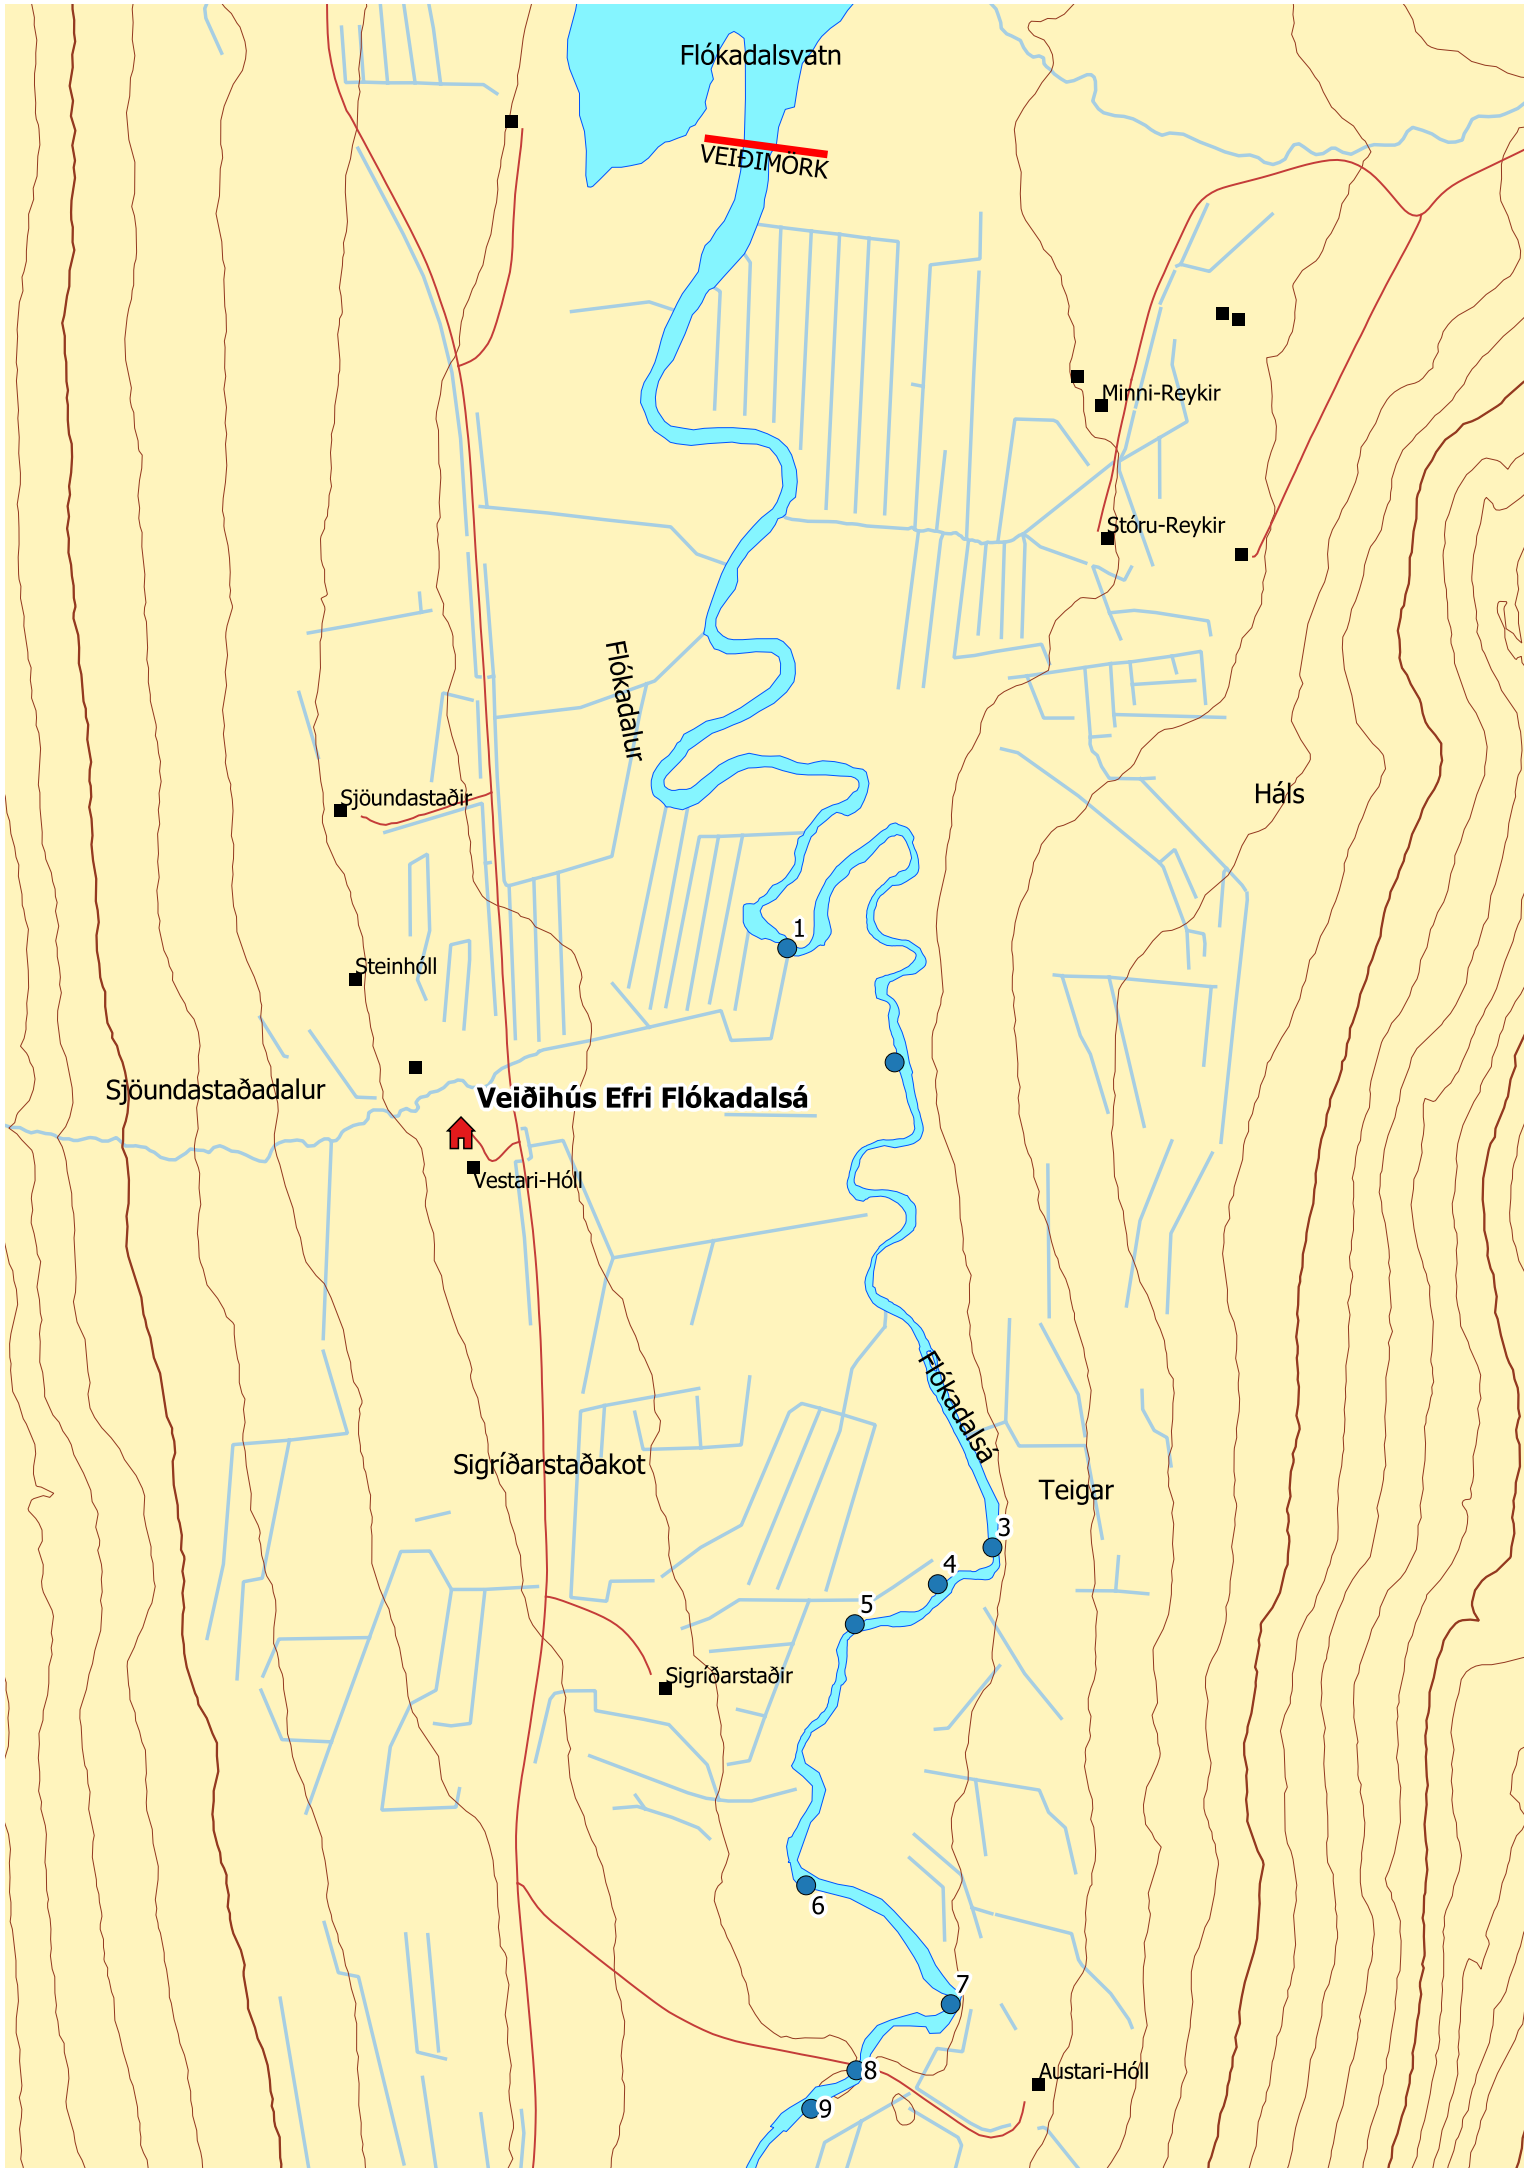 Flókadalsvatn
VEIÐIMÖRK
Minni-Reykir
Stóru-Reykir
Flókadalur
Sjöundastaðir
Háls
1
Steinhóll
Sjöundastaðadalur
Veiðihús Efri Flókadalsá
Vestari-Hóll
Flókadalsá
Sigríðarstaðakot
Teigar
3
4
5
Sigríðarstaðir
6
7
8
Austari-Hóll
9